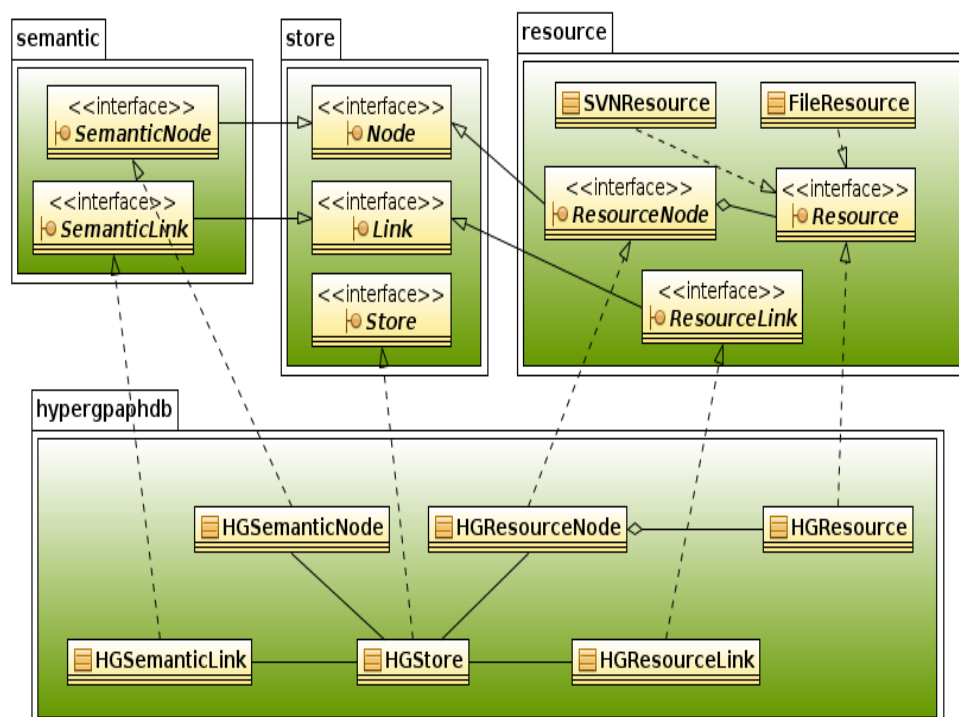 semantic
store
resource
<<interface>>
SemanticNode
<<interface>>
SemanticLink
<<interface>>
Node
<<interface>>
Link
<<interface>>
Store
SVNResource
FileResource
<<interface>>
ResourceNode
<<interface>>
Resource
<<interface>>
ResourceLink
hypergpaphdb
HGSemanticNode
HGResourceNode
HGResource
HGSemanticLink
HGStore
HGResourceLink